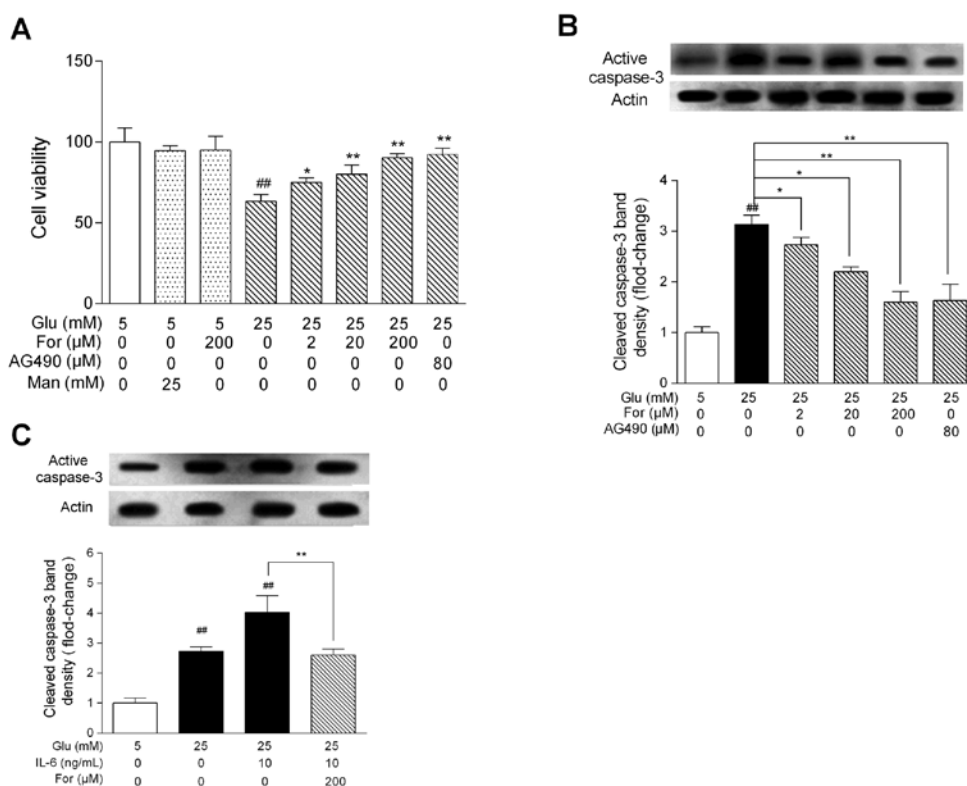 A
150
100
50
0
Cell viability
##
*
**
**
**
Glu (mM) 5 5 5 25 25 25 25 25
For (µM) 0 0 200 0 2 20 200 0
AG490 (µM) 0 0 0 0 0 0 0 80
Man (mM) 0 25 0 0 0 0 0 0
B
Active
caspase-3
Actin
**
**
*
*
##
4
3
2
1
0
Cleaved caspase-3 band
density (flod-change)
Glu (mM) 5 25 25 25 25 25
For (µM) 0 0 2 20 200 0
AG490 (µM) 0 0 0 0 0 80
C
Active
caspase-3
Actin
**
##
##
6
5
4
3
2
1
0
Cleaved caspase-3 band
density ( flod-change)
Glu (mM) 5 25 25 25
IL-6 (ng/mL) 0 0 10 10
For (µM) 0 0 0 200